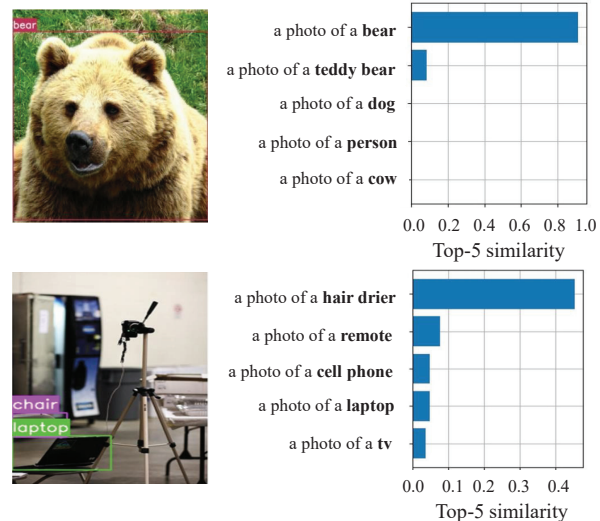 bear
a photo of a bear
a photo of a teddy bear
a photo of a dog
a photo of a person
a photo of a cow
0.0 0.2 0.4 0.6 0.8 1.0
Top-5 similarity
chair
laptop
a photo of a hair drier
a photo of a remote
a photo of a cell phone
a photo of a laptop
a photo of a tv
0.0 0.1 0.2 0.3 0.4
Top-5 similarity